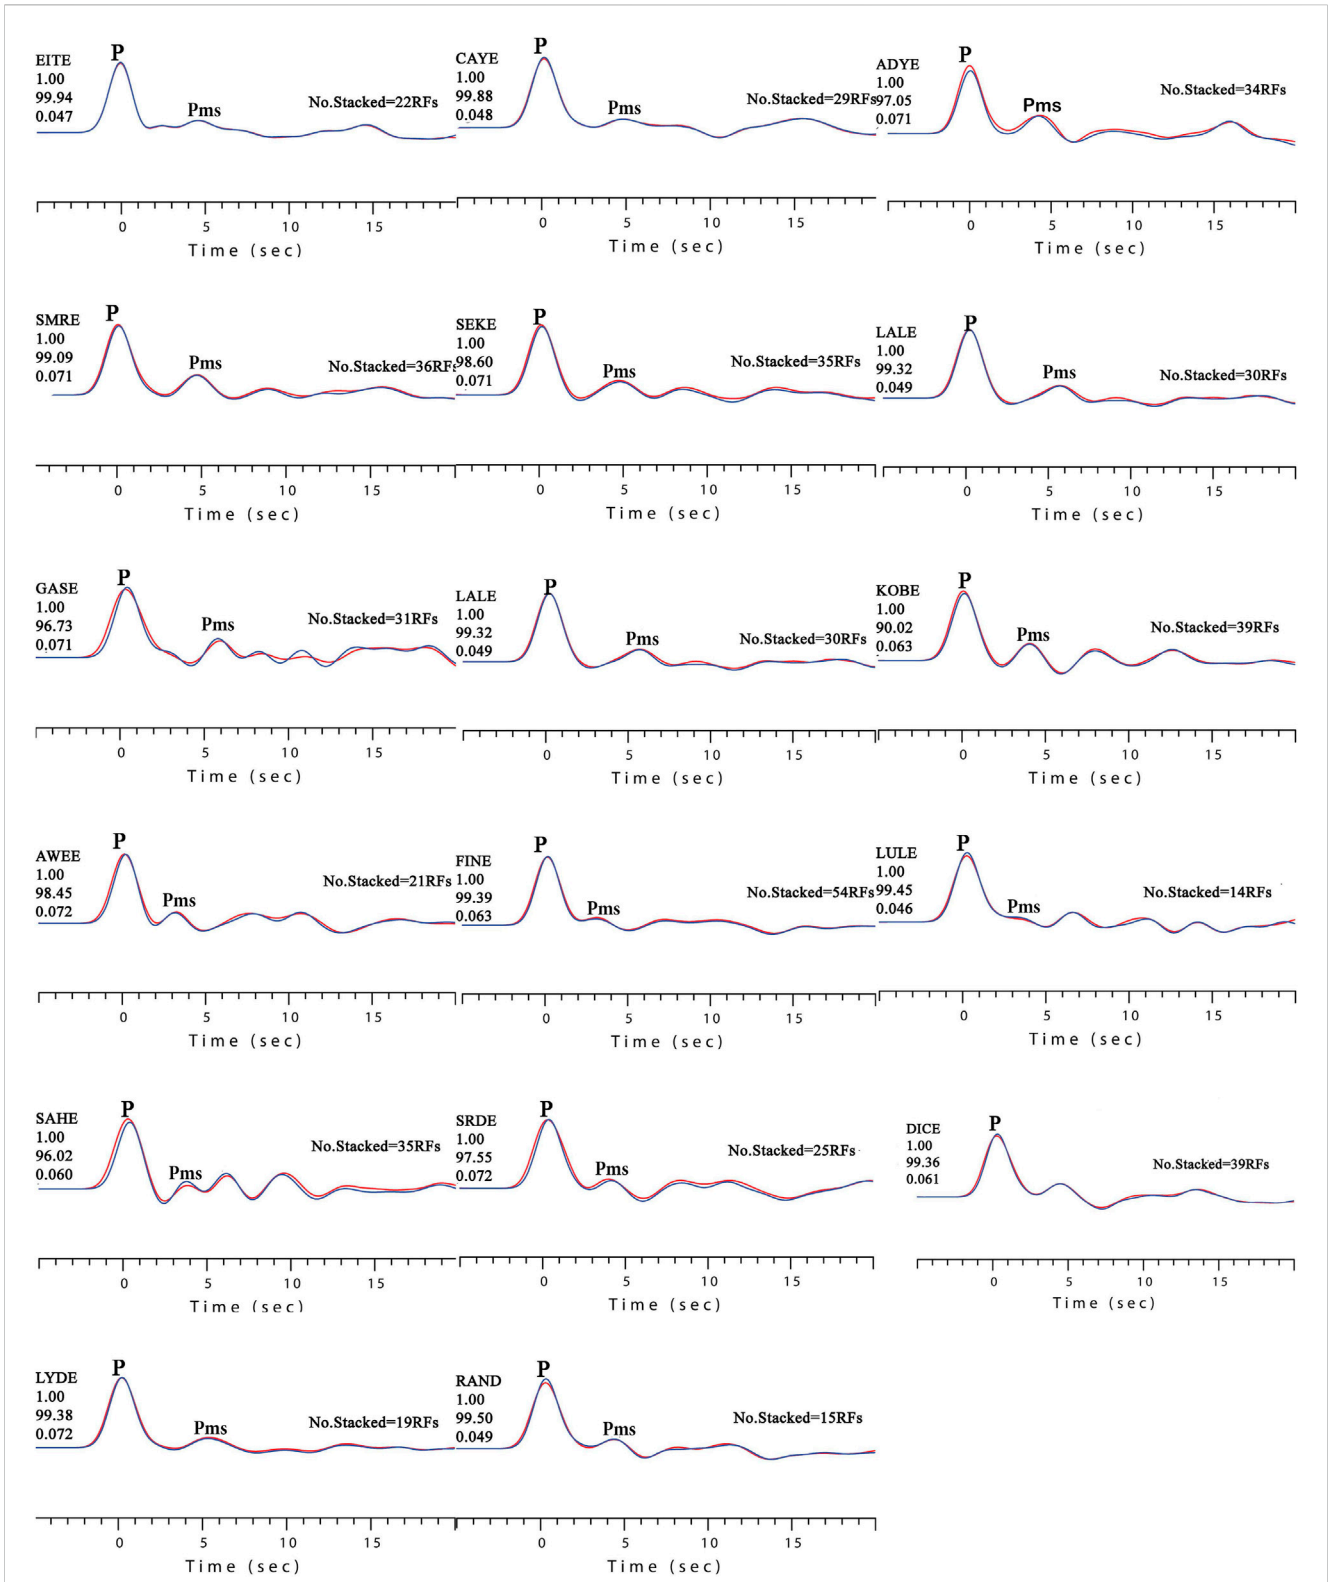 EITE
1.00
99.94
0.047
P
Pms
No.Stacked=22RFs
0 5 10 15
Time (sec)
CAYE
1.00
99.88
0.048
P
Pms
No.Stacked=29RFs
0 5 10 15
Time (sec)
ADYE
1.00
97.05
0.071
P
Pms
No.Stacked=34RFs
0 5 10 15
Time (sec)
SMRE
1.00
99.09
0.071
P
Pms
No.Stacked=36RFs
0 5 10 15
Time (sec)
SEKE
1.00
98.60
0.071
P
Pms
No.Stacked=35RFs
0 5 10 15
Time (sec)
LALE
1.00
99.32
0.049
P
Pms
No.Stacked=30RFs
0 5 10 15
Time (sec)
GASE
1.00
96.73
0.071
P
Pms
No.Stacked=31RFs
0 5 10 15
Time (sec)
LALE
1.00
99.32
0.049
P
Pms
No.Stacked=30RFs
0 5 10 15
Time (sec)
KOBE
1.00
90.02
0.063
P
Pms
No.Stacked=39RFs
0 5 10 15
Time (sec)
AWEE
1.00
98.45
0.072
P
Pms
No.Stacked=21RFs
0 5 10 15
Time (sec)
FINE
1.00
99.39
0.063
P
Pms
No.Stacked=54RFs
0 5 10 15
Time (sec)
LULE
1.00
99.45
0.046
P
Pms
No.Stacked=14RFs
0 5 10 15
Time (sec)
SAHE
1.00
96.02
0.060
P
Pms
No.Stacked=35RFs
0 5 10 15
Time (sec)
SRDE
1.00
97.55
0.072
P
Pms
No.Stacked=25RFs
0 5 10 15
Time (sec)
DICE
1.00
99.36
0.061
P
No.Stacked=39RFs
0 5 10 15
Time (sec)
LYDE
1.00
99.38
0.072
P
Pms
No.Stacked=19RFs
0 5 10 15
Time (sec)
RAND
1.00
99.50
0.049
P
Pms
No.Stacked=15RFs
0 5 10 15
Time (sec)